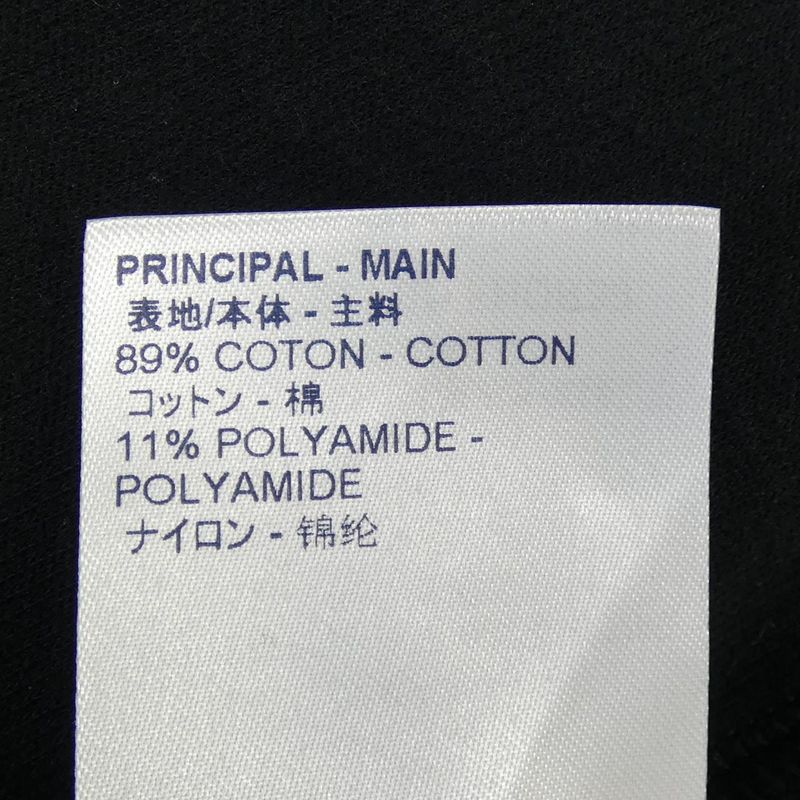 PRINCIPAL - MAIN
表地/本体 - 主料
89% COTON - COTTON
コットン - 棉
11% POLYAMIDE -
POLYAMIDE
ナイロン - 锦纶